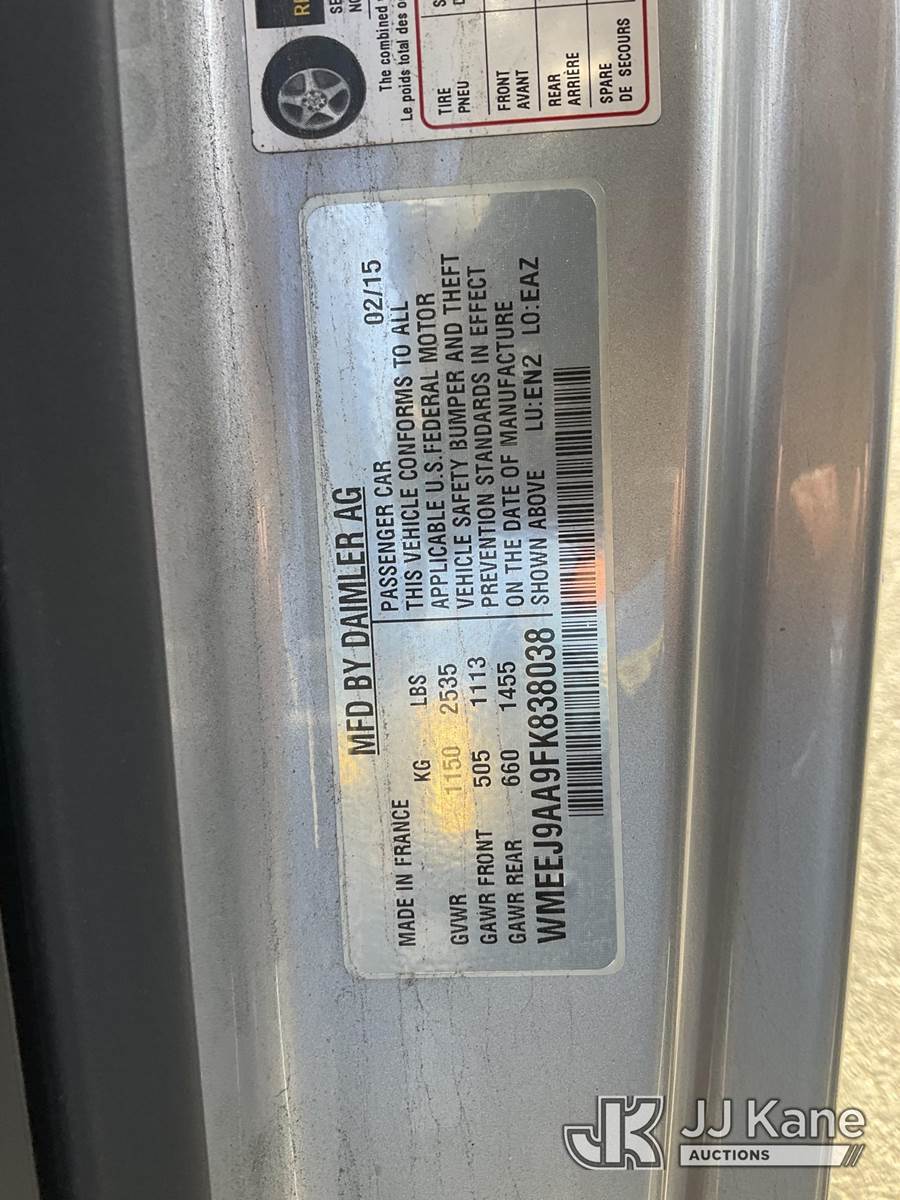 MFD BY DAIMLER AG
MADE IN FRANCE
KG LBS
GVWR 1150 2535
GAWR FRONT 505 1113
GAWR REAR 660 1455
WMEEJ9AA9FK838038
PASSENGER CAR 02/15
THIS VEHICLE CONFORMS TO ALL
APPLICABLE U.S.FEDERAL MOTOR
VEHICLE SAFETY BUMPER AND THEFT
PREVENTION STANDARDS IN EFFECT
ON THE DATE OF MANUFACTURE
SHOWN ABOVE LU:EN2 LO:EAZ
The combined
Le poids total des
TIRE
PNEU
FRONT
AVANT
REAR
ARRIÈRE
SPARE
DE SECOURS
JK JJ Kane
AUCTIONS